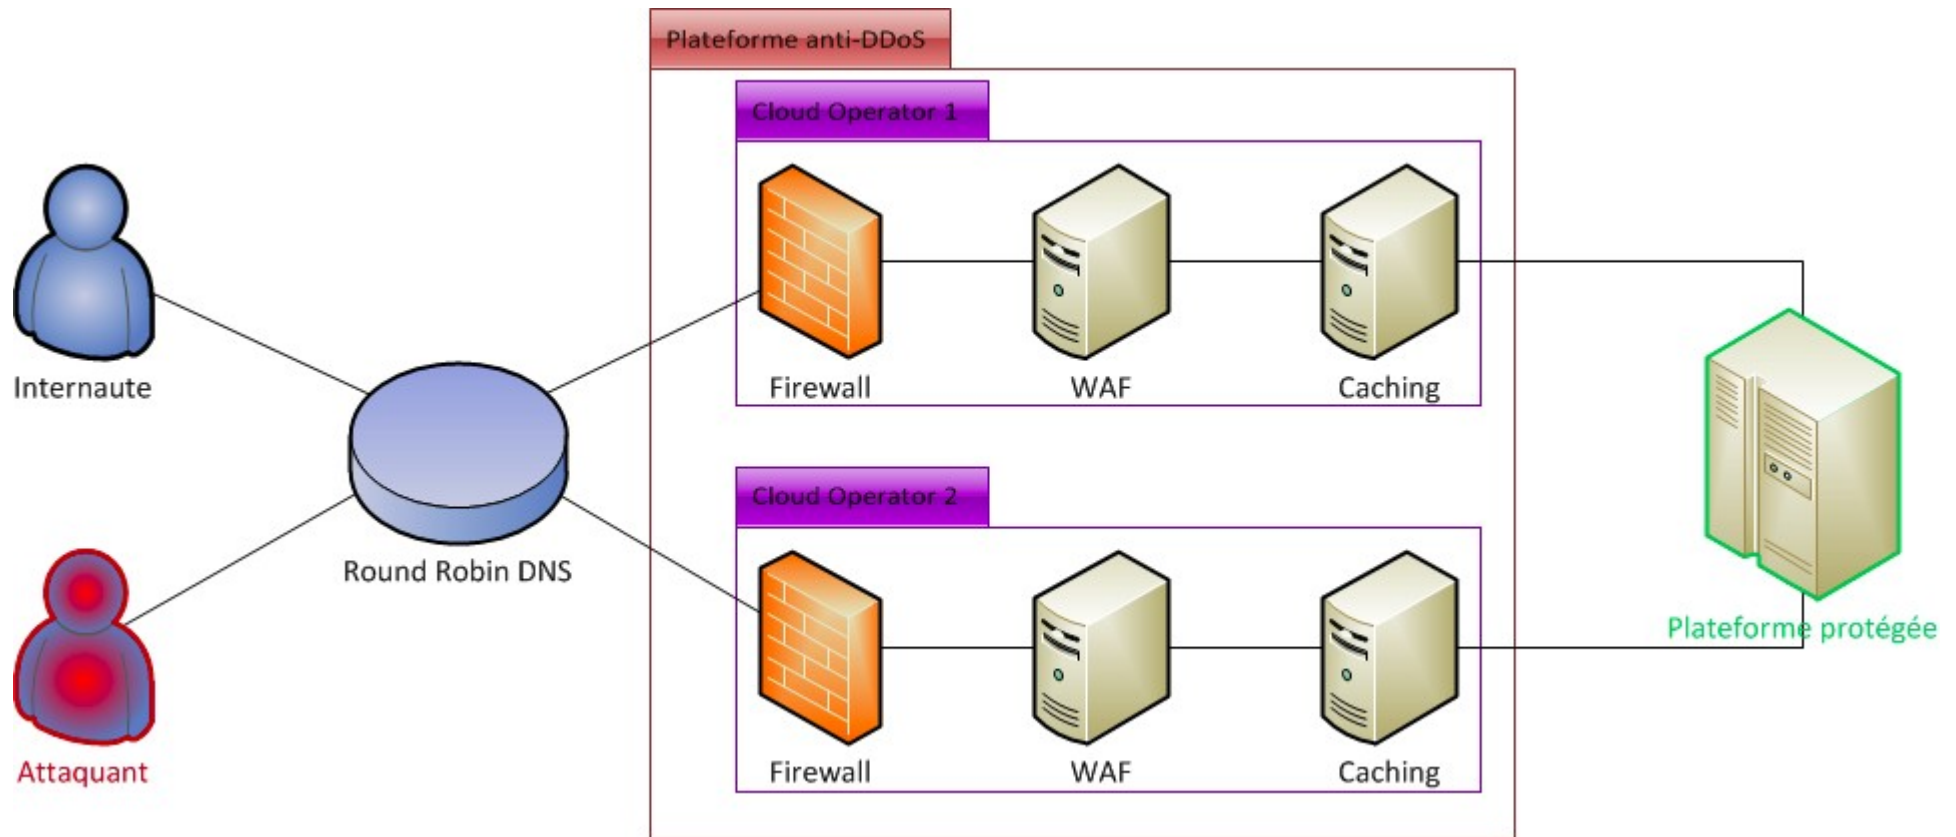 Plateforme anti-DDoS
Cloud Operator 1
Internaute
Firewall
WAF
Caching
Cloud Operator 2
Round Robin DNS
Plateforme protégée
Attaquant
Firewall
WAF
Caching